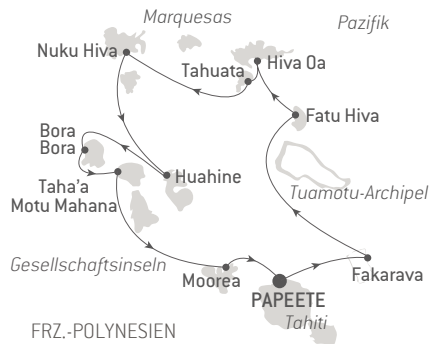 Marquesas
Pazifik
Nuku Hiva
Hiva Oa
Tahuata
Fatu Hiva
Bora
Bora
Huahine
Taha'a
Motu Mahana
Tuamotu-Archipel
Gesellschaftsinseln
Moorea
Fakarava
PAPEETE
Tahiti
FRZ.-POLYNESIEN